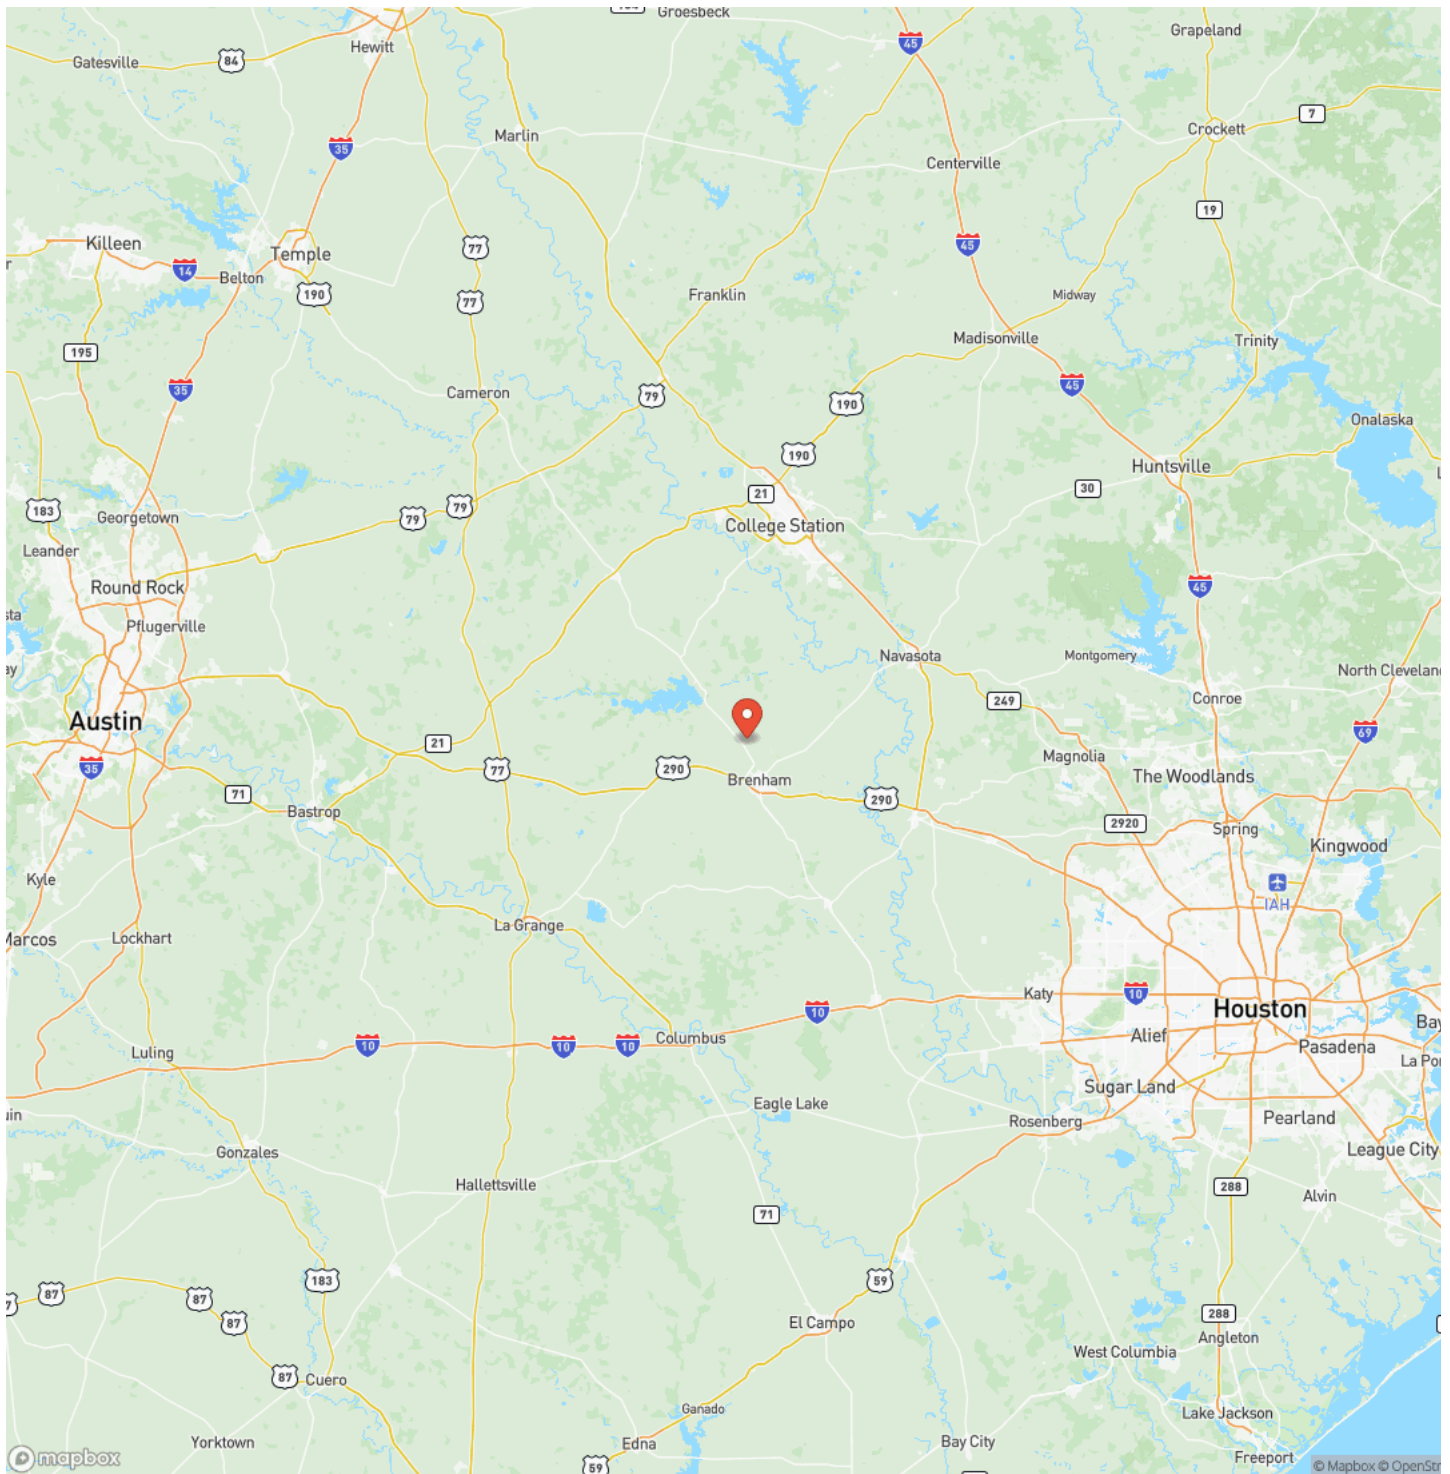 Groesbeck
Grapeland
Hewitt
45
84
Gatesville
7
Crockett
Marlin
35
Centerville
19
Killeen
77
45
Temple
14
Belton
190
77
Franklin
Midway
Madisonville
Trinity
195
35
45
Cameron
79
190
Onalaska
190
Huntsville
30
21
183
79
79
Georgetown
College Station
Leander
45
Round Rock
Pflugerville
Navasota
Montgomery
North Cleveland
Conroe
249
Austin
69
21
Magnolia
35
77
290
Brenham
The Woodlands
71
290
Bastrop
2920
Spring
Kingwood
Kyle
IAH
La Grange
Marcos
Lockhart
Katy
10
Houston
10
Columbus
Alief
10
10
10
Luling
Pasadena
Sugar Land
Eagle Lake
Pearland
Rosenberg
Gonzales
League City
Hallettsville
288
Alvin
71
183
59
87
87
87
El Campo
288
Angleton
West Columbia
87
Cuero
Ganado
Lake Jackson
Yorktown
Edna
Bay City
mapbox
Freeport
59
© Mapbox © OpenStr